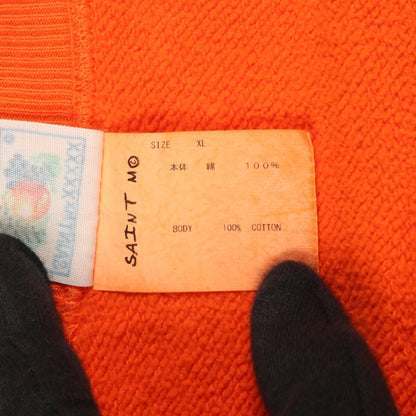 SIZE XL
本体 綿 100%
BODY 100% COTTON
SAINT M©